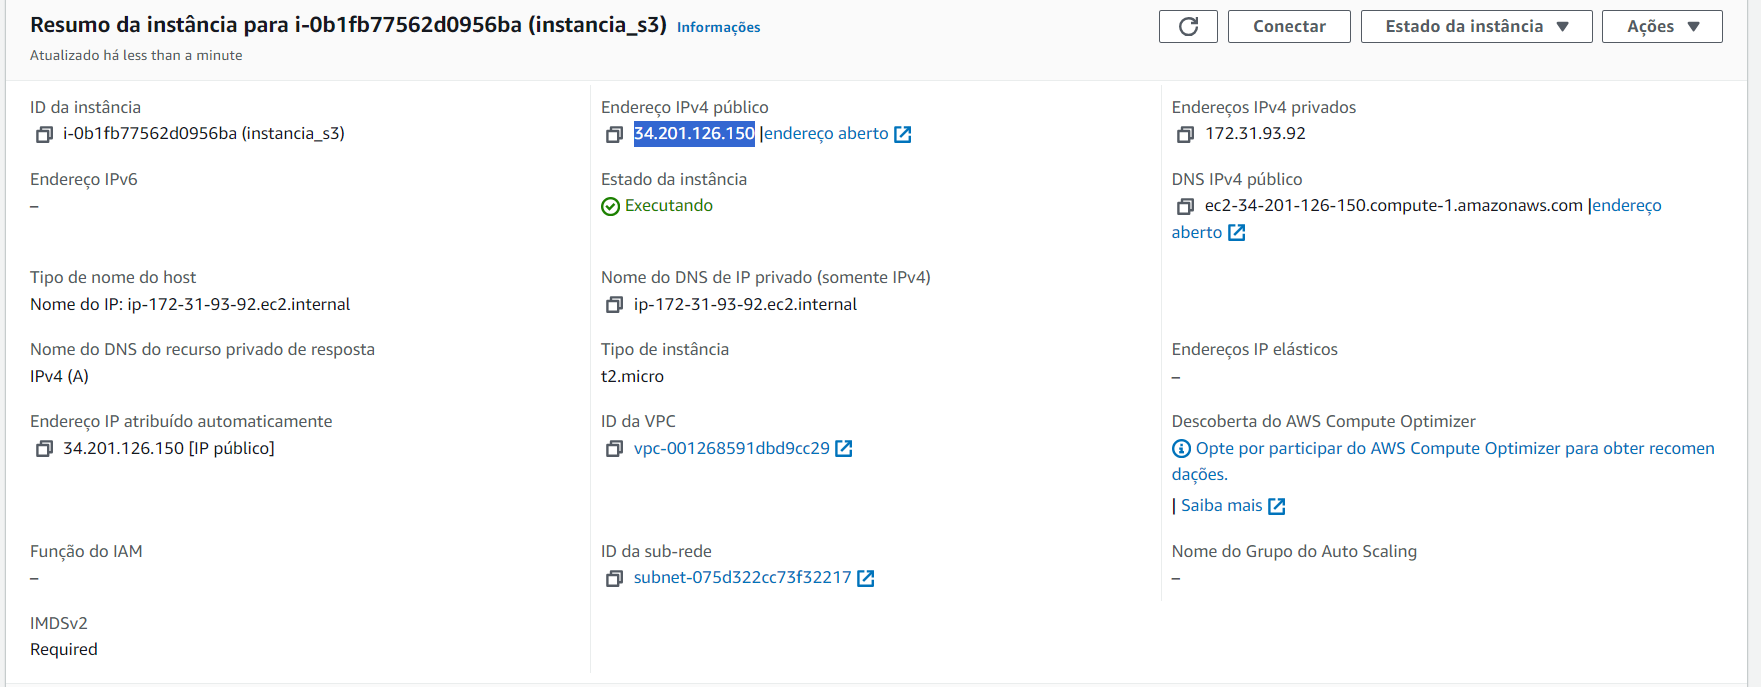 Resumo da instância para i-0b1fb77562d0956ba (instancia_s3) Informações
Atualizado há less than a minute
Conectar
Estado da instância
Ações
ID da instância
i-0b1fb77562d0956ba (instancia_s3)
Endereço IPv4 público
34.201.126.150 |endereço aberto
Endereços IPv4 privados
172.31.93.92
Endereço IPv6
–
Estado da instância
Executando
DNS IPv4 público
ec2-34-201-126-150.compute-1.amazonaws.com |endereço
aberto
Tipo de nome do host
Nome do IP: ip-172-31-93-92.ec2.internal
Nome do DNS de IP privado (somente IPv4)
ip-172-31-93-92.ec2.internal
Nome do DNS do recurso privado de resposta
IPv4 (A)
Tipo de instância
t2.micro
Endereços IP elásticos
–
Endereço IP atribuído automaticamente
34.201.126.150 [IP público]
ID da VPC
vpc-001268591dbd9cc29
Descoberta do AWS Compute Optimizer
Opte por participar do AWS Compute Optimizer para obter recomen
dações.
| Saiba mais
Função do IAM
–
ID da sub-rede
subnet-075d322cc73f32217
Nome do Grupo do Auto Scaling
–
IMDSv2
Required